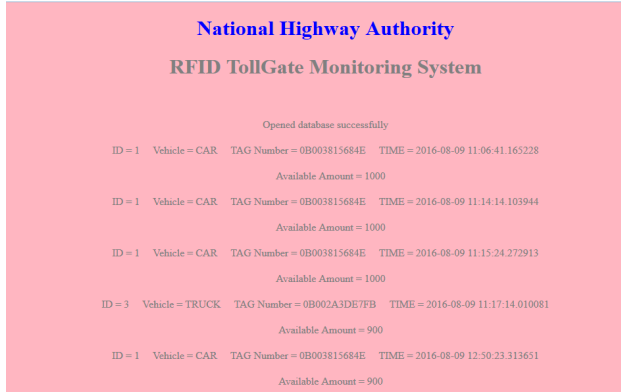 National Highway Authority
RFID TollGate Monitoring System
Opened database successfully
ID = 1 Vehicle = CAR TAG Number = 0B003815684E TIME = 2016-08-09 11:06:41.165228
Available Amount = 1000
ID = 1 Vehicle = CAR TAG Number = 0B003815684E TIME = 2016-08-09 11:14:14.103944
Available Amount = 1000
ID = 1 Vehicle = CAR TAG Number = 0B003815684E TIME = 2016-08-09 11:15:24.272913
Available Amount = 1000
ID = 3 Vehicle = TRUCK TAG Number = 0B002A3DE7FB TIME = 2016-08-09 11:17:14.010081
Available Amount = 900
ID = 1 Vehicle = CAR TAG Number = 0B003815684E TIME = 2016-08-09 12:50:23.313651
Available Amount = 900